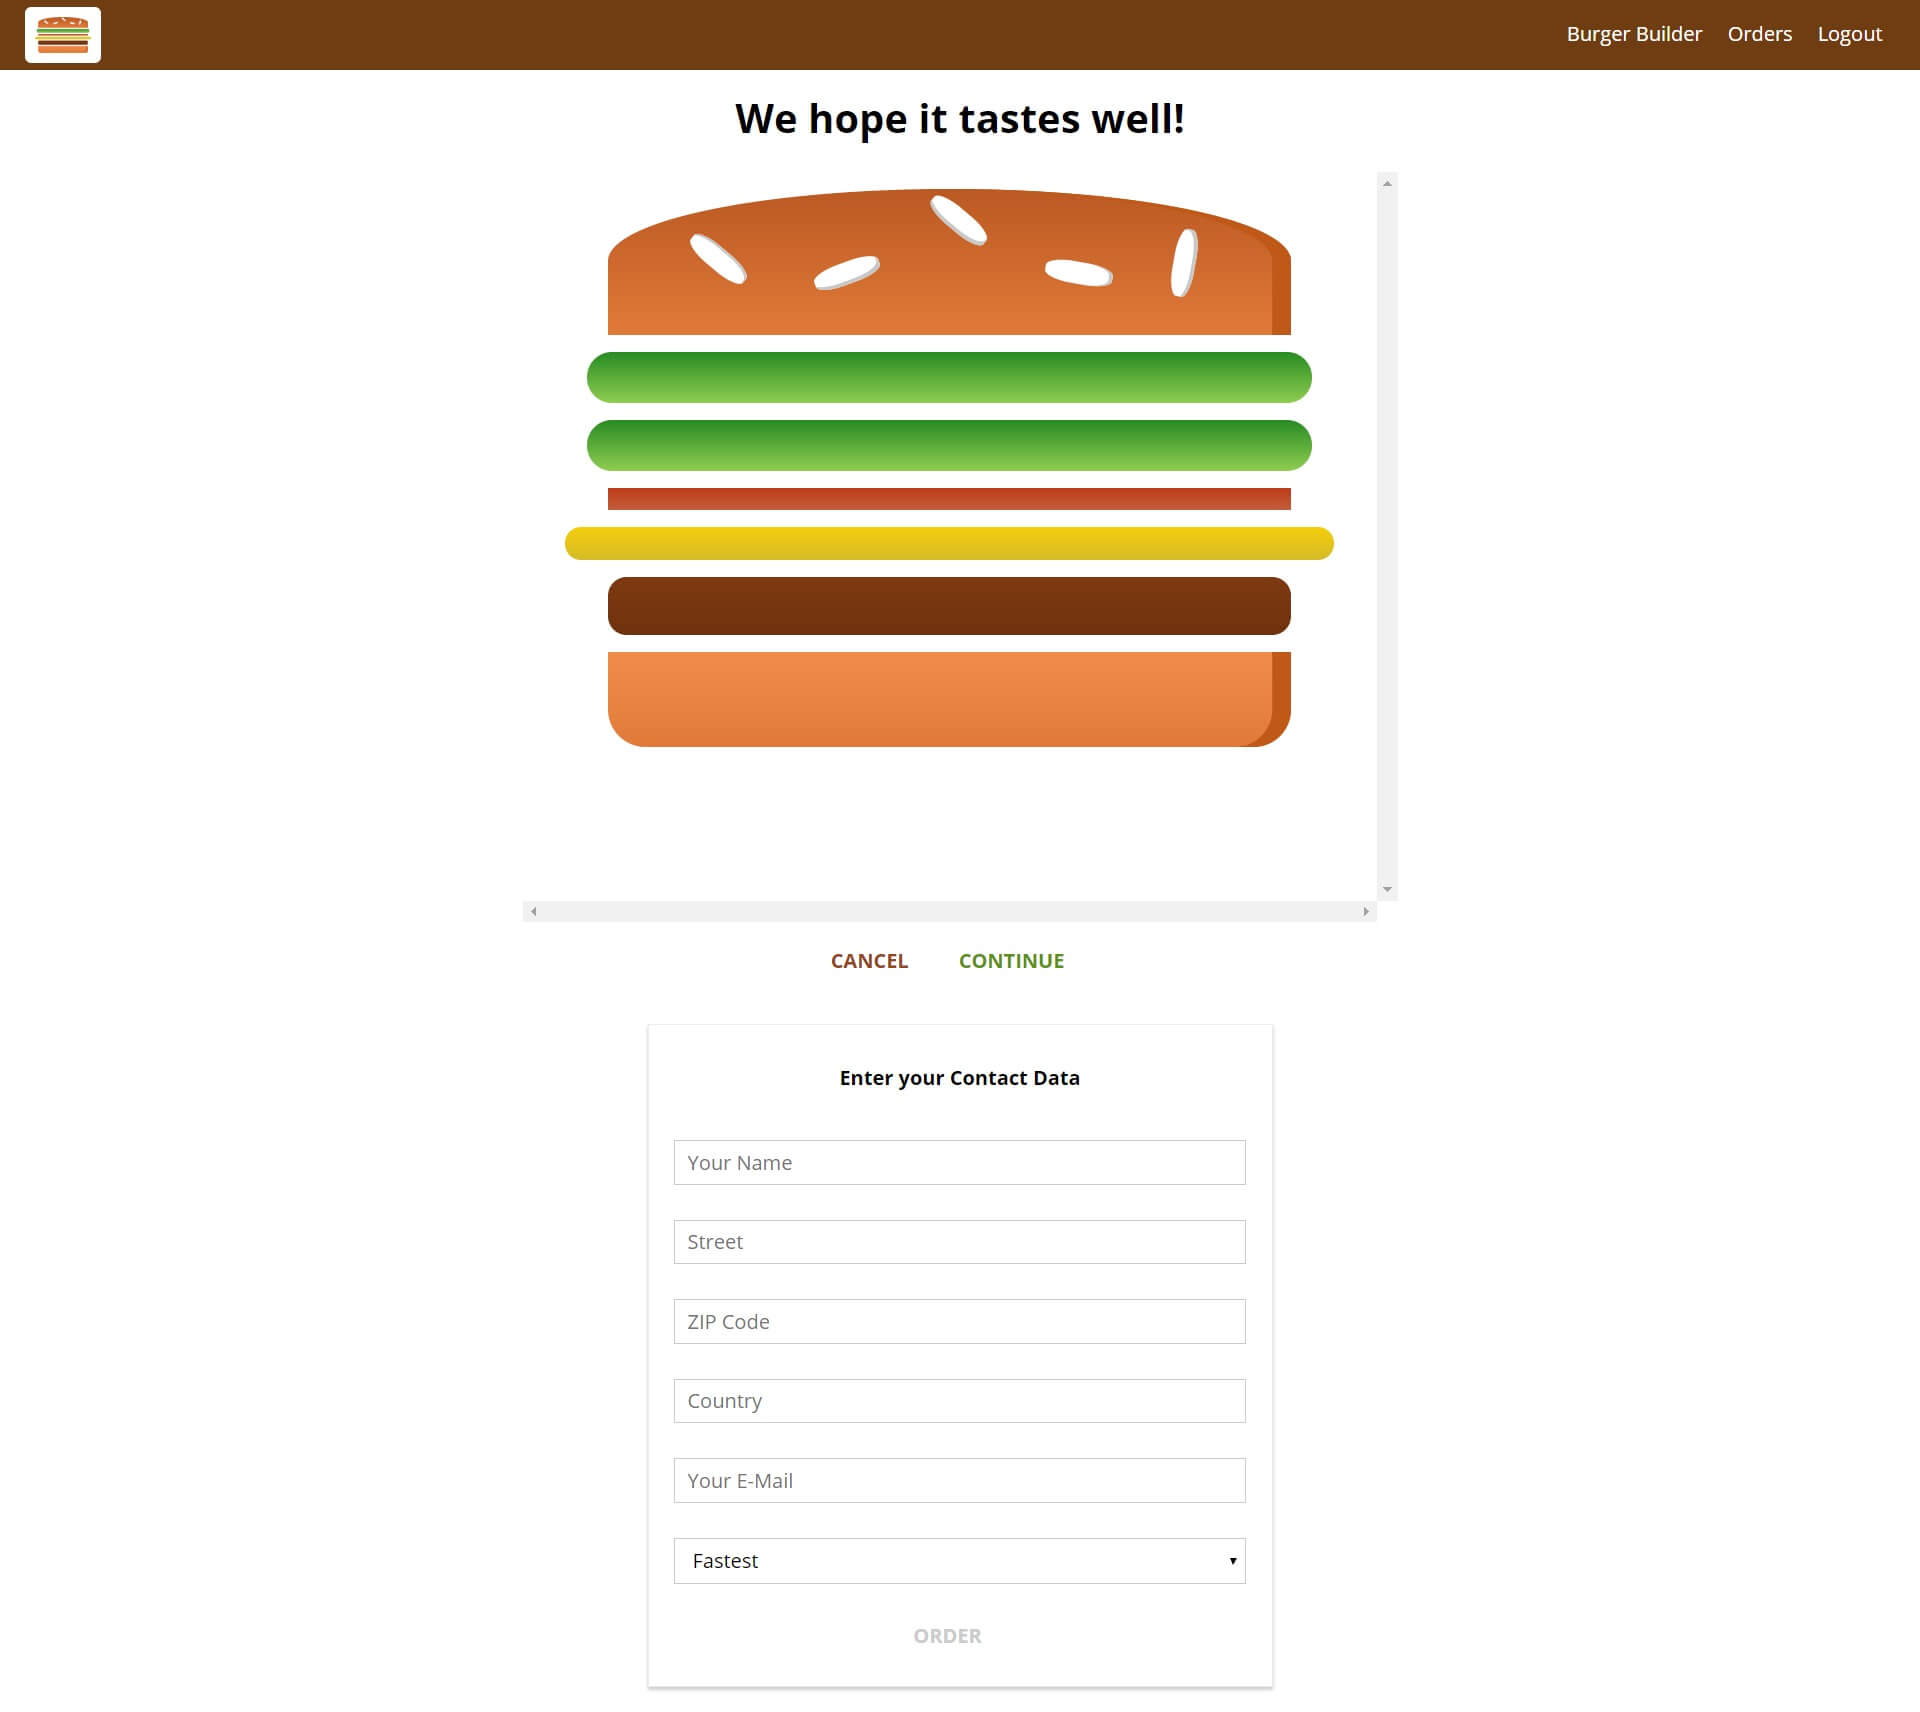 Burger Builder Orders Logout
We hope it tastes well!
CANCEL CONTINUE
Enter your Contact Data
Your Name
Street
ZIP Code
Country
Your E-Mail
Fastest
ORDER